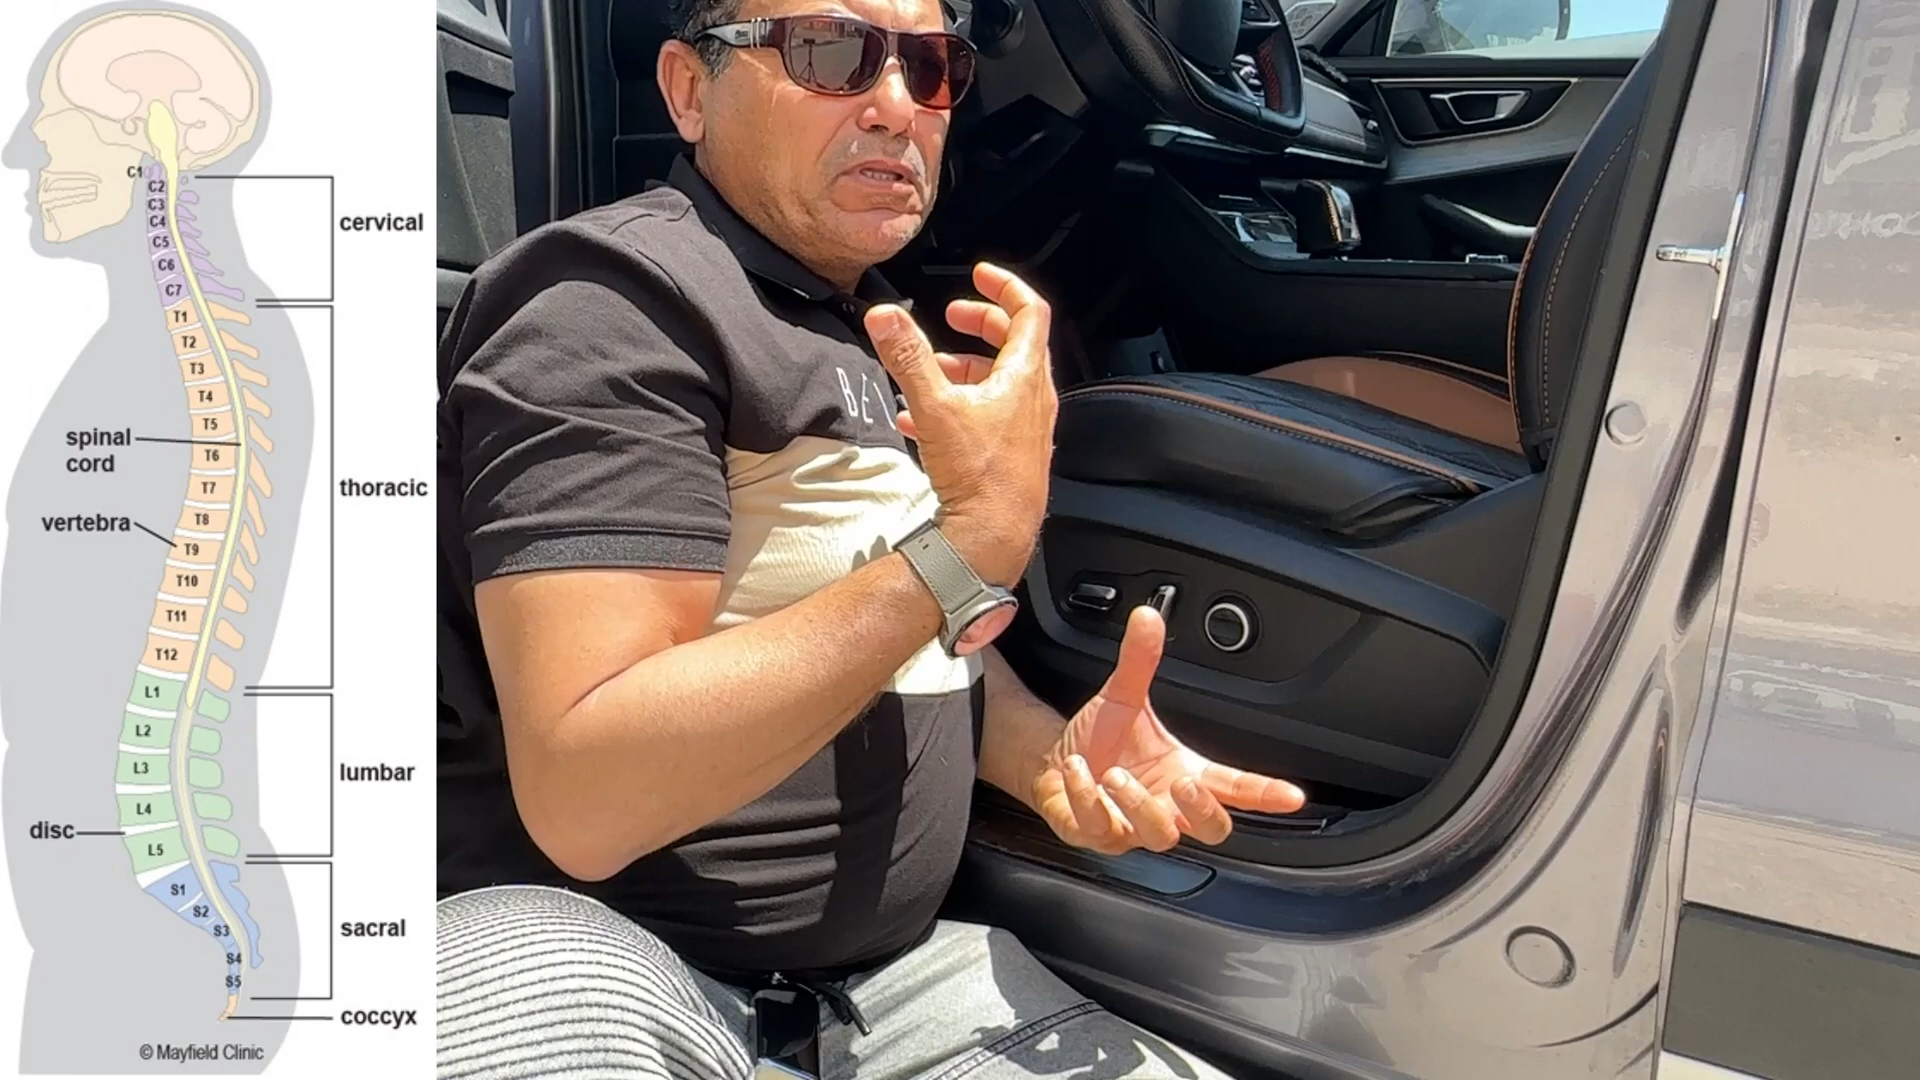 C1
C2
C3
C4
C5
C6
C7
cervical
T1
T2
T3
T4
T5
T6
T7
T8
T9
T10
T11
T12
spinal
cord
thoracic
vertebra
L1
L2
L3
L4
L5
lumbar
disc
S1
S2
S3
S4
S5
sacral
coccyx
© Mayfield Clinic
BEL